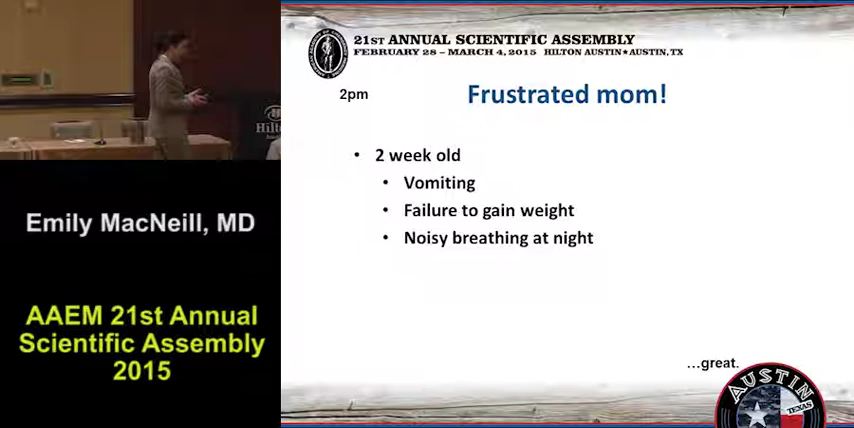 21ST ANNUAL SCIENTIFIC ASSEMBLY
FEBRUARY 28 – MARCH 4, 2015 HILTON AUSTIN★AUSTIN, TX
2pm
Frustrated mom!
• 2 week old
• Vomiting
• Failure to gain weight
• Noisy breathing at night
...great.
AUSTIN
TEXAS
Hilton
Emily MacNeill, MD
AAEM 21st Annual
Scientific Assembly
2015